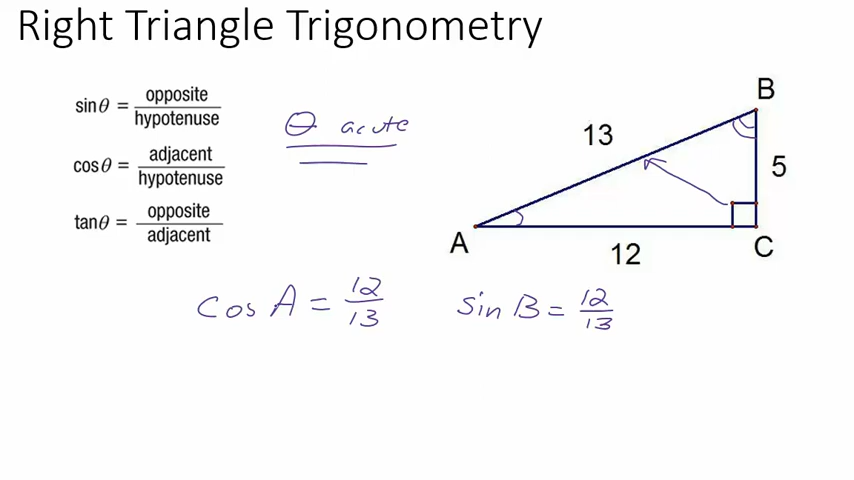 Right Triangle Trigonometry
sinθ = opposite / hypotenuse
θ acute
cosθ = adjacent / hypotenuse
tanθ = opposite / adjacent
B
13
5
A
12
C
cos A = 12/13
sin B = 12/13